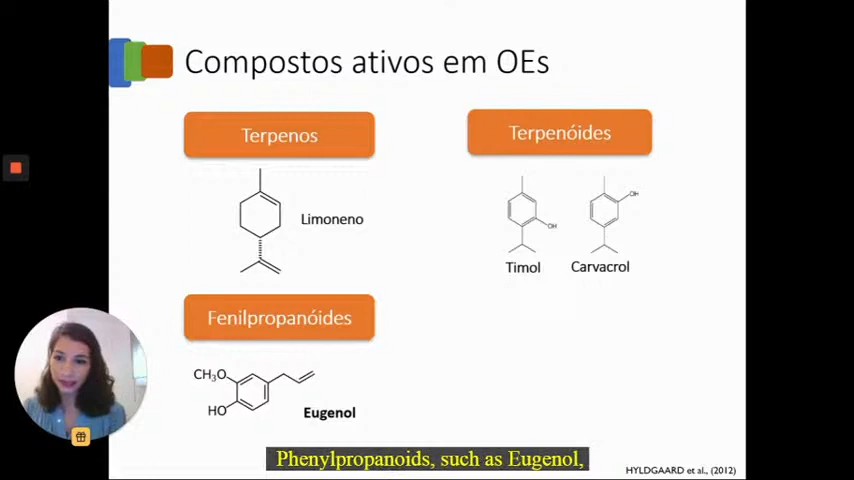 Compostos ativos em OEs
Terpenos
Terpenóides
Limoneno
OH
OH
Timol
Carvacrol
Fenilpropanóides
CH₃O
HO
Eugenol
Phenylpropanoids, such as Eugenol,
HYLDGAARD et al., (2012)